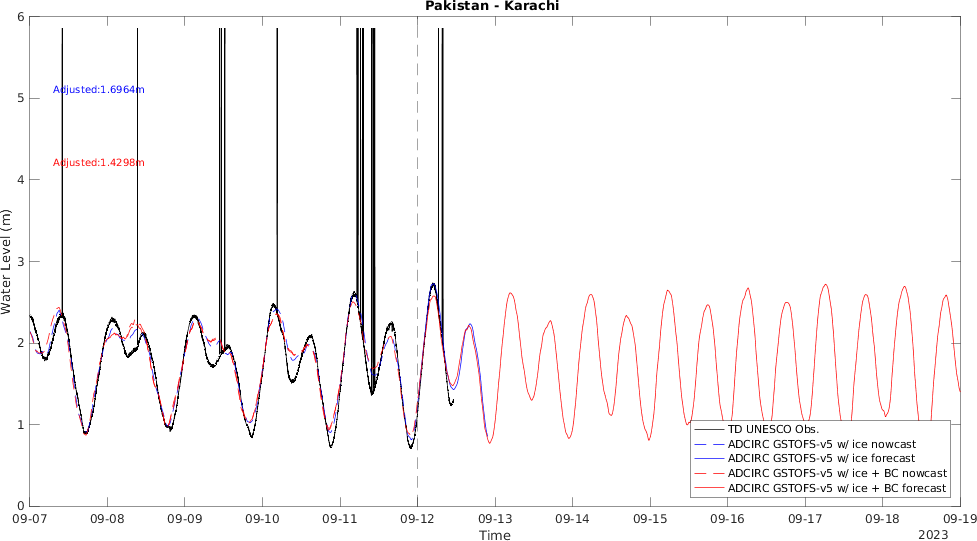 Pakistan - Karachi
6
5
4
3
2
1
0
Water Level (m)
Adjusted:1.6964m
Adjusted:1.4298m
TD UNESCO Obs.
ADCIRC GSTOFS-v5 w/ ice nowcast
ADCIRC GSTOFS-v5 w/ ice forecast
ADCIRC GSTOFS-v5 w/ ice + BC nowcast
ADCIRC GSTOFS-v5 w/ ice + BC forecast
09-07 09-08 09-09 09-10 09-11 09-12 09-13 09-14 09-15 09-16 09-17 09-18 09-19
Time
2023